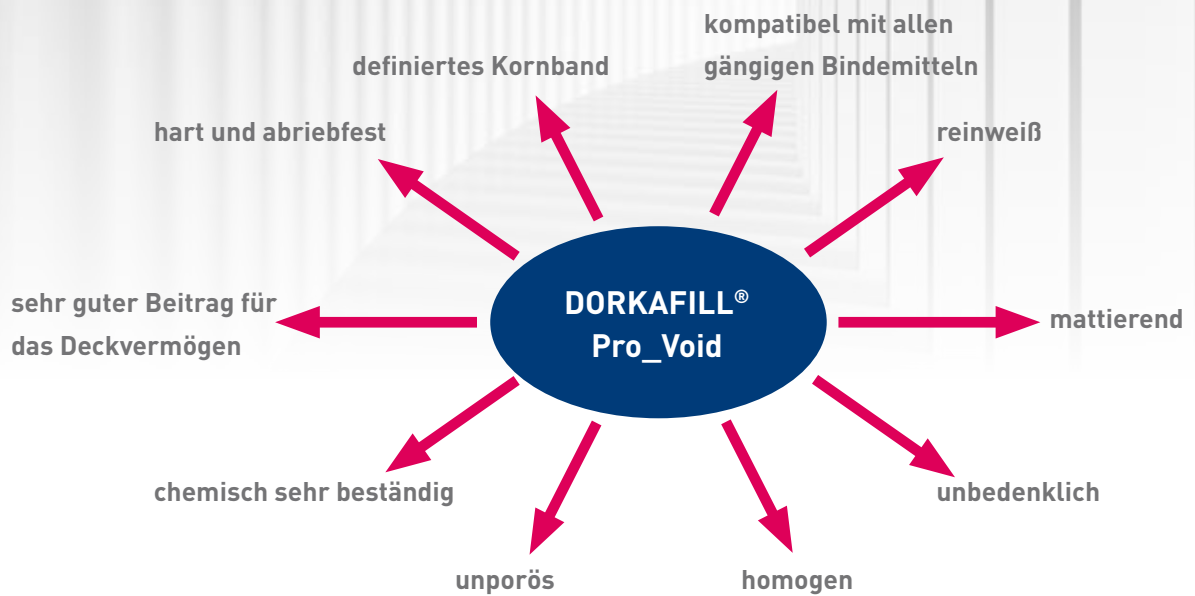 kompatibel mit allen
gängigen Bindemitteln
definiertes Kornband
hart und abriebfest
reinweiß
sehr guter Beitrag für
das Deckvermögen
DORKAFILL®
Pro_Void
mattierend
chemisch sehr beständig
unbedenklich
unporös
homogen